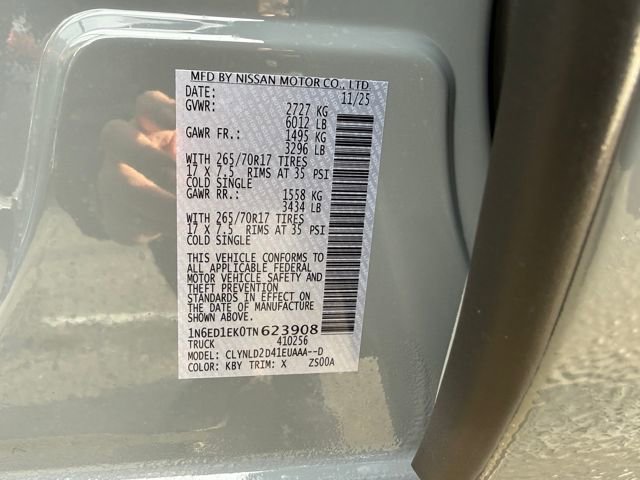 MFD BY NISSAN MOTOR CO., LTD.
DATE: 11/25
GVWR: 2727 KG
6012 LB
GAWR FR.: 1495 KG
3296 LB
WITH 265/70R17 TIRES
17 X 7.5 RIMS AT 35 PSI
COLD SINGLE
GAWR RR.: 1558 KG
3434 LB
WITH 265/70R17 TIRES
17 X 7.5 RIMS AT 35 PSI
COLD SINGLE
THIS VEHICLE CONFORMS TO
ALL APPLICABLE FEDERAL
MOTOR VEHICLE SAFETY AND
THEFT PREVENTION
STANDARDS IN EFFECT ON
THE DATE OF MANUFACTURE
SHOWN ABOVE.
1N6ED1EK0TN623908
TRUCK 410256
MODEL: CLYNLD2D41EUAAA--D
COLOR: KBY TRIM: X ZS00A